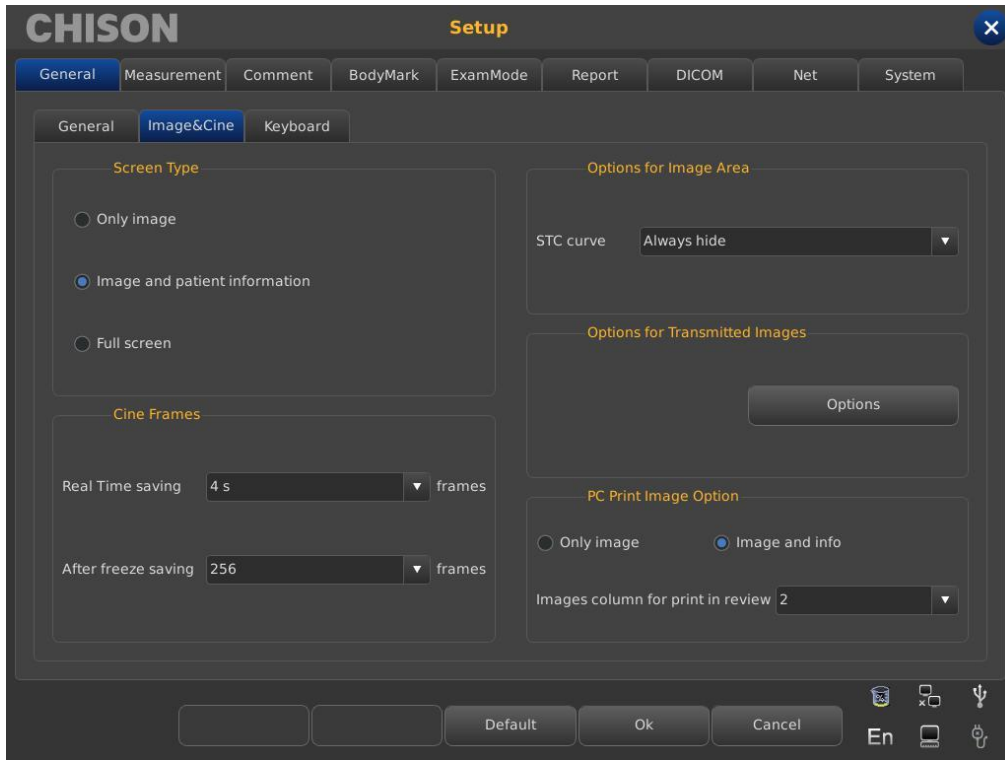 CHISON
Setup
General Measurement Comment BodyMark ExamMode Report DICOM Net System
General Image&Cine Keyboard
Screen Type
Only image
Image and patient information
Full screen
Cine Frames
Real Time saving 4 s frames
After freeze saving 256 frames
Options for Image Area
STC curve Always hide
Options for Transmitted Images
Options
PC Print Image Option
Only image Image and info
Images column for print in review 2
Default Ok Cancel
En